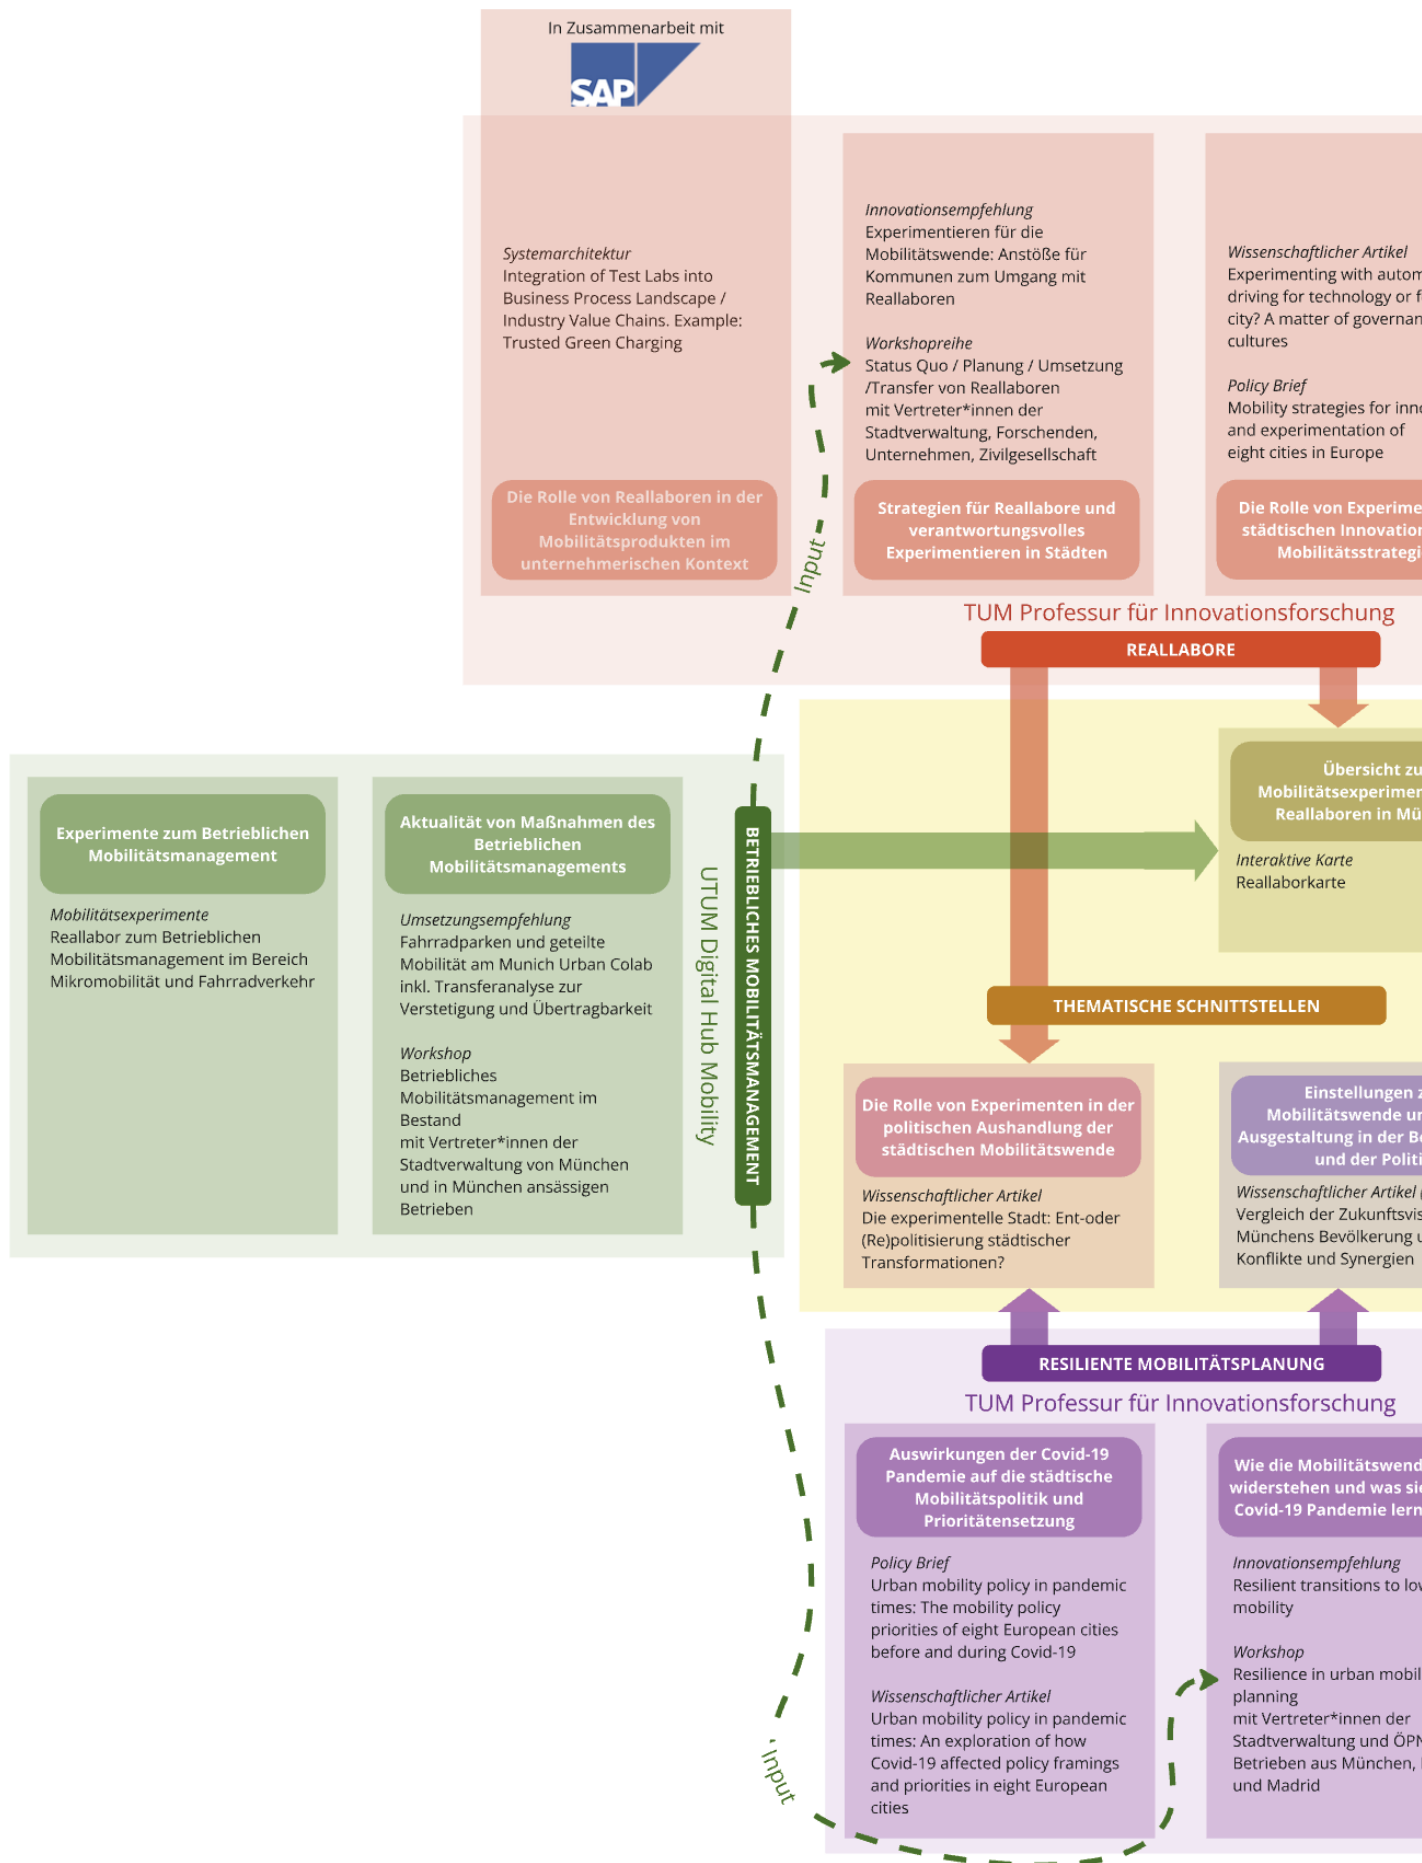 In Zusammenarbeit mit
SAP
Systemarchitektur
Integration of Test Labs into
Business Process Landscape /
Industry Value Chains. Example:
Trusted Green Charging
Die Rolle von Reallaboren in der
Entwicklung von
Mobilitätsprodukten im
unternehmerischen Kontext
Innovationsempfehlung
Experimentieren für die
Mobilitätswende: Anstöße für
Kommunen zum Umgang mit
Reallaboren
Workshopreihe
Status Quo / Planung / Umsetzung
/Transfer von Reallaboren
mit Vertreter*innen der
Stadtverwaltung, Forschenden,
Unternehmen, Zivilgesellschaft
Strategien für Reallabore und
verantwortungsvolles
Experimentieren in Städten
Wissenschaftlicher Artikel
Experimenting with autom
driving for technology or f
city? A matter of governan
cultures
Policy Brief
Mobility strategies for inno
and experimentation of
eight cities in Europe
Die Rolle von Experime
städtischen Innovation
Mobilitätsstrategi
Input
TUM Professur für Innovationsforschung
REALLABORE
Experimente zum Betrieblichen
Mobilitätsmanagement
Mobilitätsexperimente
Reallabor zum Betrieblichen
Mobilitätsmanagement im Bereich
Mikromobilität und Fahrradverkehr
Aktualität von Maßnahmen des
Betrieblichen
Mobilitätsmanagements
Umsetzungsempfehlung
Fahrradparken und geteilte
Mobilität am Munich Urban Colab
inkl. Transferanalyse zur
Verstetigung und Übertragbarkeit
Workshop
Betriebliches
Mobilitätsmanagement im
Bestand
mit Vertreter*innen der
Stadtverwaltung von München
und in München ansässigen
Betrieben
UTUM Digital Hub Mobility
BETRIEBLICHES MOBILITÄTSMANAGEMENT
Übersicht zu
Mobilitätsexperimen
Reallaboren in Mü
Interaktive Karte
Reallaborkarte
THEMATISCHE SCHNITTSTELLEN
Die Rolle von Experimenten in der
politischen Aushandlung der
städtischen Mobilitätswende
Wissenschaftlicher Artikel
Die experimentelle Stadt: Ent-oder
(Re)politisierung städtischer
Transformationen?
Einstellungen z
Mobilitätswende un
Ausgestaltung in der Be
und der Politi
Wissenschaftlicher Artikel (
Vergleich der Zukunftsvis
Münchens Bevölkerung u
Konflikte und Synergien
RESILIENTE MOBILITÄTSPLANUNG
TUM Professur für Innovationsforschung
Auswirkungen der Covid-19
Pandemie auf die städtische
Mobilitätspolitik und
Prioritätensetzung
Policy Brief
Urban mobility policy in pandemic
times: The mobility policy
priorities of eight European cities
before and during Covid-19
Wissenschaftlicher Artikel
Urban mobility policy in pandemic
times: An exploration of how
Covid-19 affected policy framings
and priorities in eight European
cities
Wie die Mobilitätswend
widerstehen und was sie
Covid-19 Pandemie lern
Innovationsempfehlung
Resilient transitions to low
mobility
Workshop
Resilience in urban mobil
planning
mit Vertreter*innen der
Stadtverwaltung und ÖPN
Betrieben aus München,
und Madrid
Input